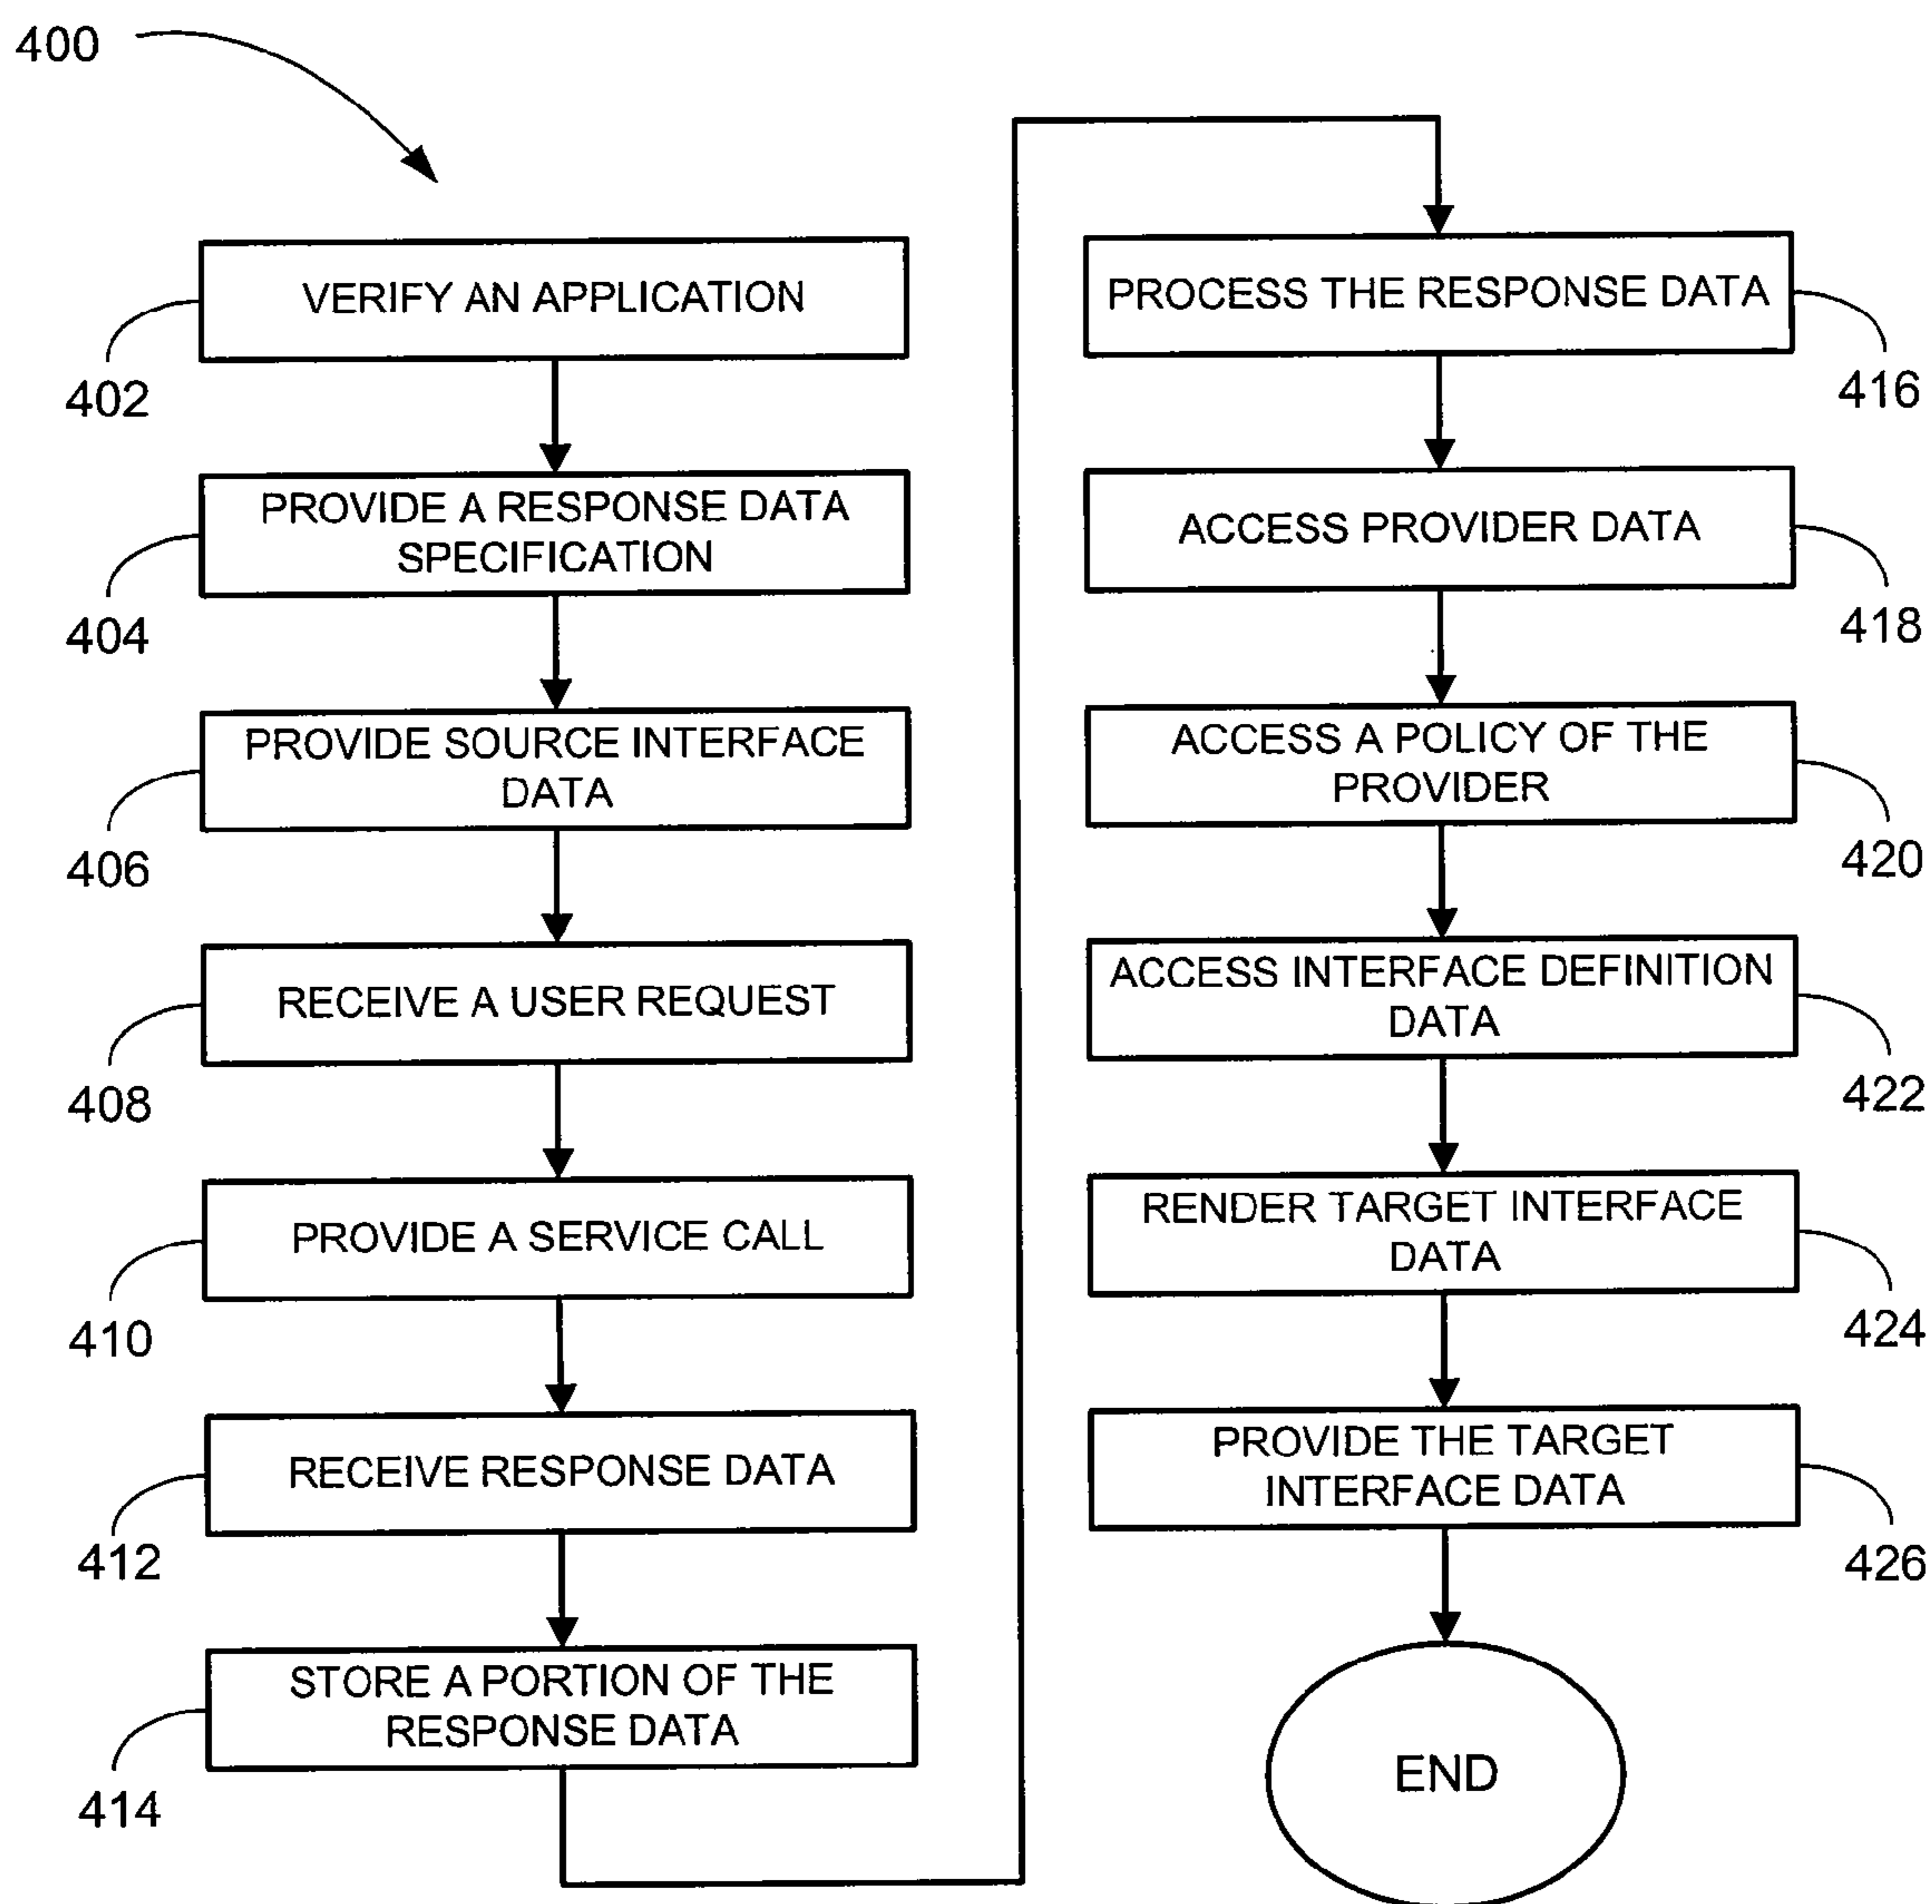 400
VERIFY AN APPLICATION
402
PROVIDE A RESPONSE DATA
SPECIFICATION
404
PROVIDE SOURCE INTERFACE
DATA
406
RECEIVE A USER REQUEST
408
PROVIDE A SERVICE CALL
410
RECEIVE RESPONSE DATA
412
STORE A PORTION OF THE
RESPONSE DATA
414
PROCESS THE RESPONSE DATA
416
ACCESS PROVIDER DATA
418
ACCESS A POLICY OF THE
PROVIDER
420
ACCESS INTERFACE DEFINITION
DATA
422
RENDER TARGET INTERFACE
DATA
424
PROVIDE THE TARGET
INTERFACE DATA
426
END